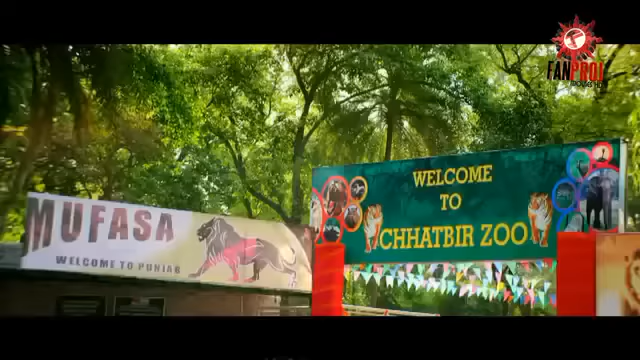 FANPROJ
MUFASA
WELCOME TO PUNJAB
WELCOME
TO
CHHATBIR ZOO